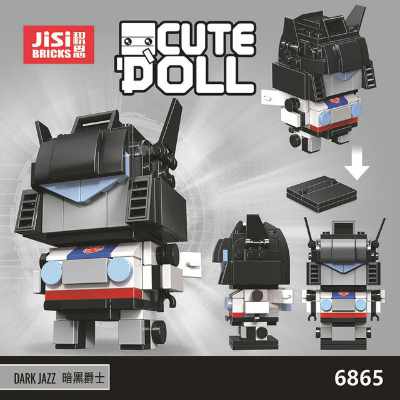 JiSi 积思
BRICKS
CUTE
DOLL
DARK JAZZ 暗黑爵士
6865